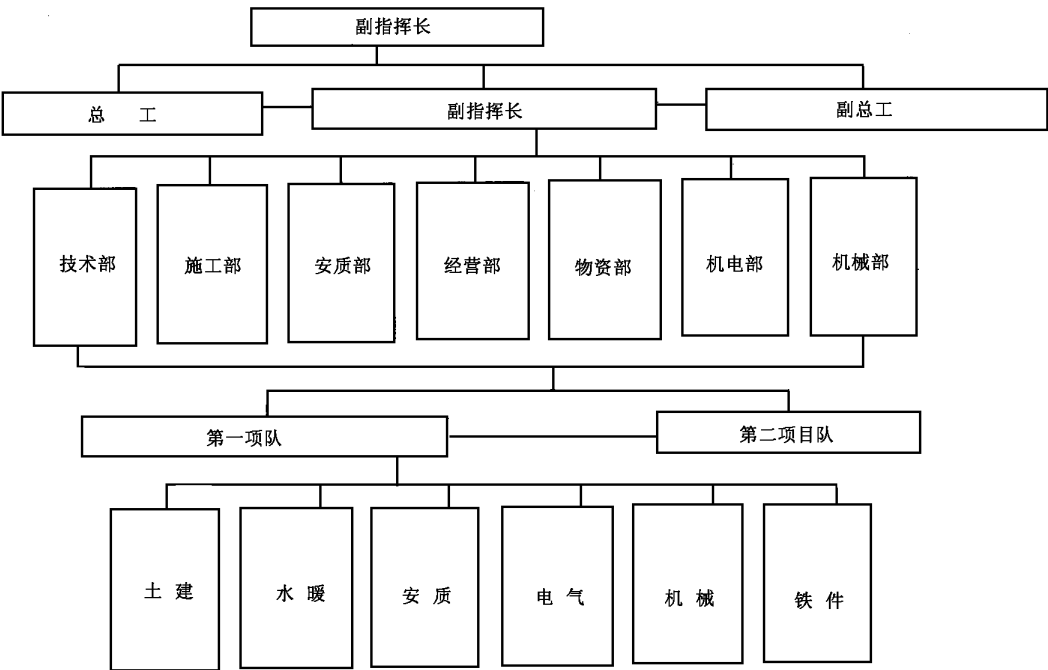 副指挥长
总 工
副指挥长
副总工
技术部
施工部
安质部
经营部
物资部
机电部
机械部
第一项队
第二项目队
土 建
水 暖
安 质
电 气
机 械
铁 件